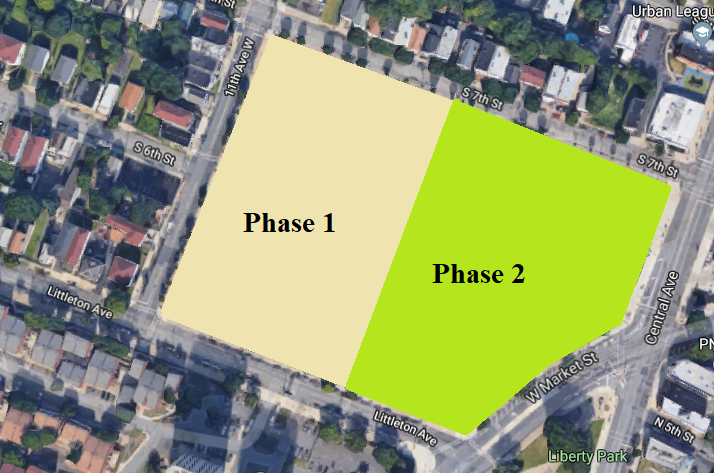 Urban Leagu
11th Ave W
S 7th St
S 7th St
S 6th St
Phase 1
Phase 2
Littleton Ave
Central Ave
PN
W Market St
Littleton Ave
N 5th St
Liberty Park